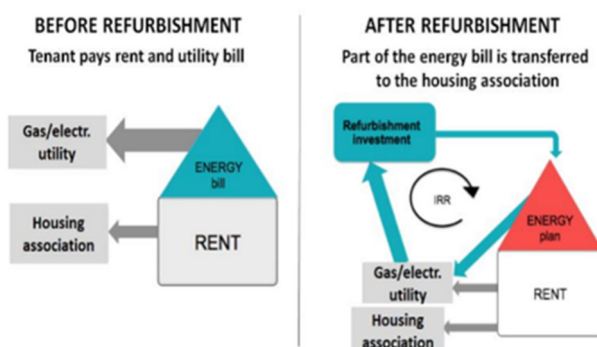 BEFORE REFURBISHMENT
Tenant pays rent and utility bill
Gas/electr.
utility
ENERGY
bill
Housing
association
RENT
AFTER REFURBISHMENT
Part of the energy bill is transferred
to the housing association
Refurbishment
investment
IRR
ENERGY
plan
Gas/electr.
utility
RENT
Housing
association